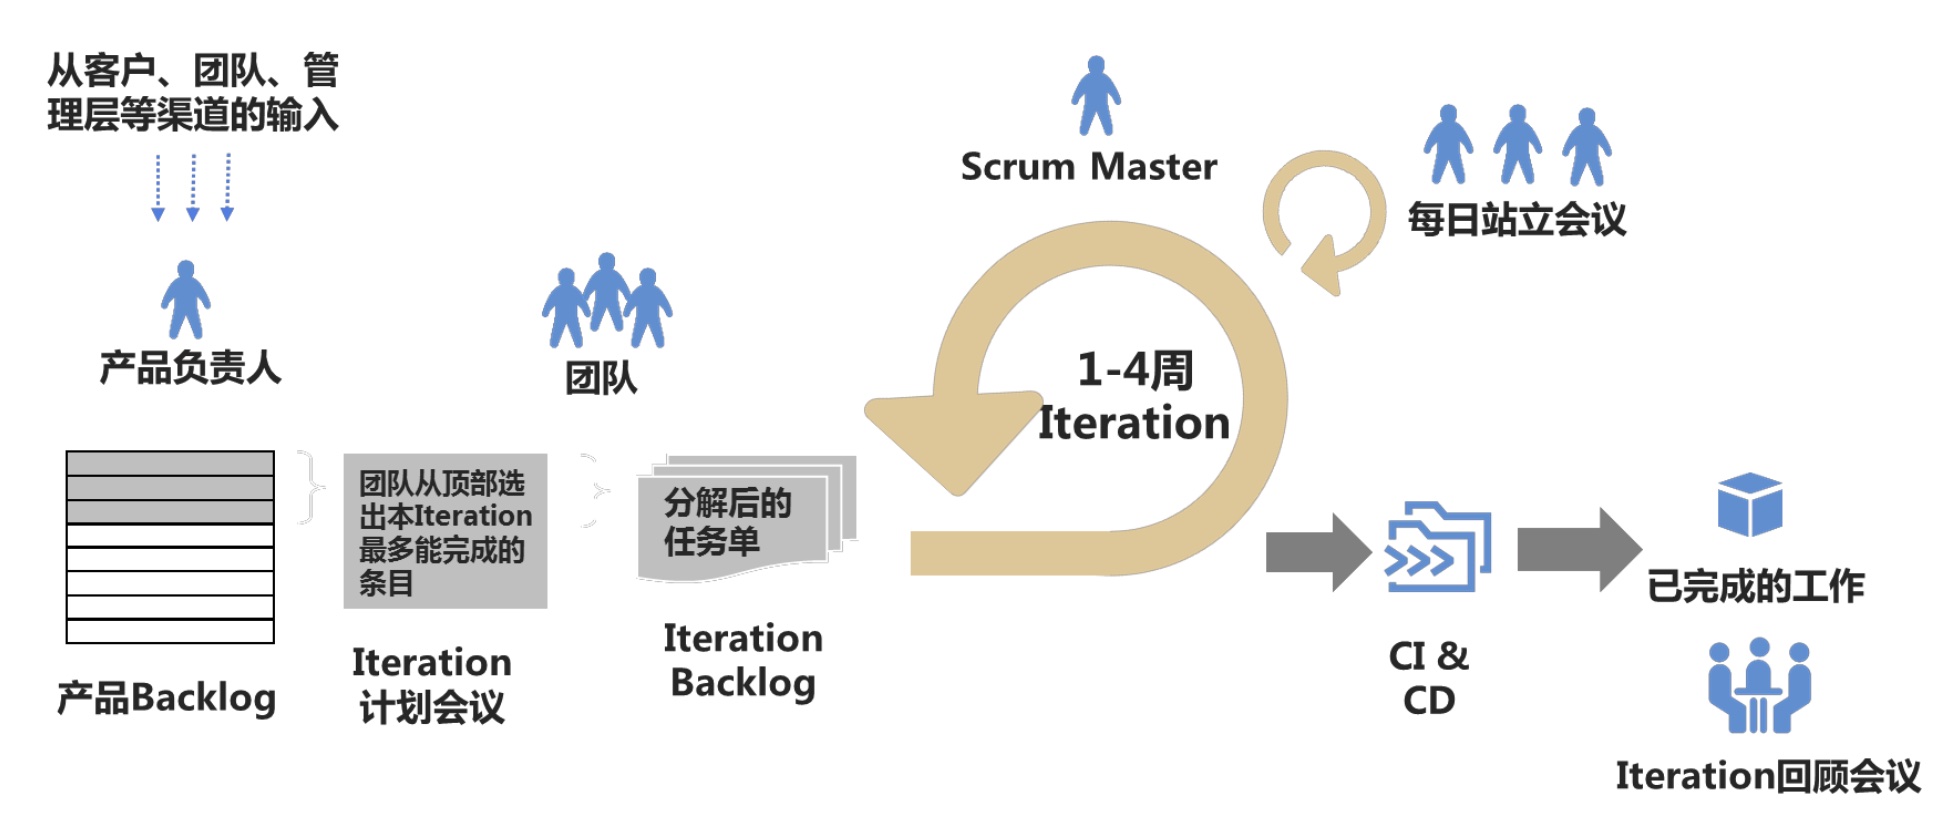 从客户、团队、管
理层等渠道的输入
产品负责人
产品Backlog
团队从顶部选
出本Iteration
最多能完成的
条目
Iteration
计划会议
团队
分解后的
任务单
Iteration
Backlog
Scrum Master
1-4周
Iteration
每日站立会议
CI &
CD
已完成的工作
Iteration回顾会议